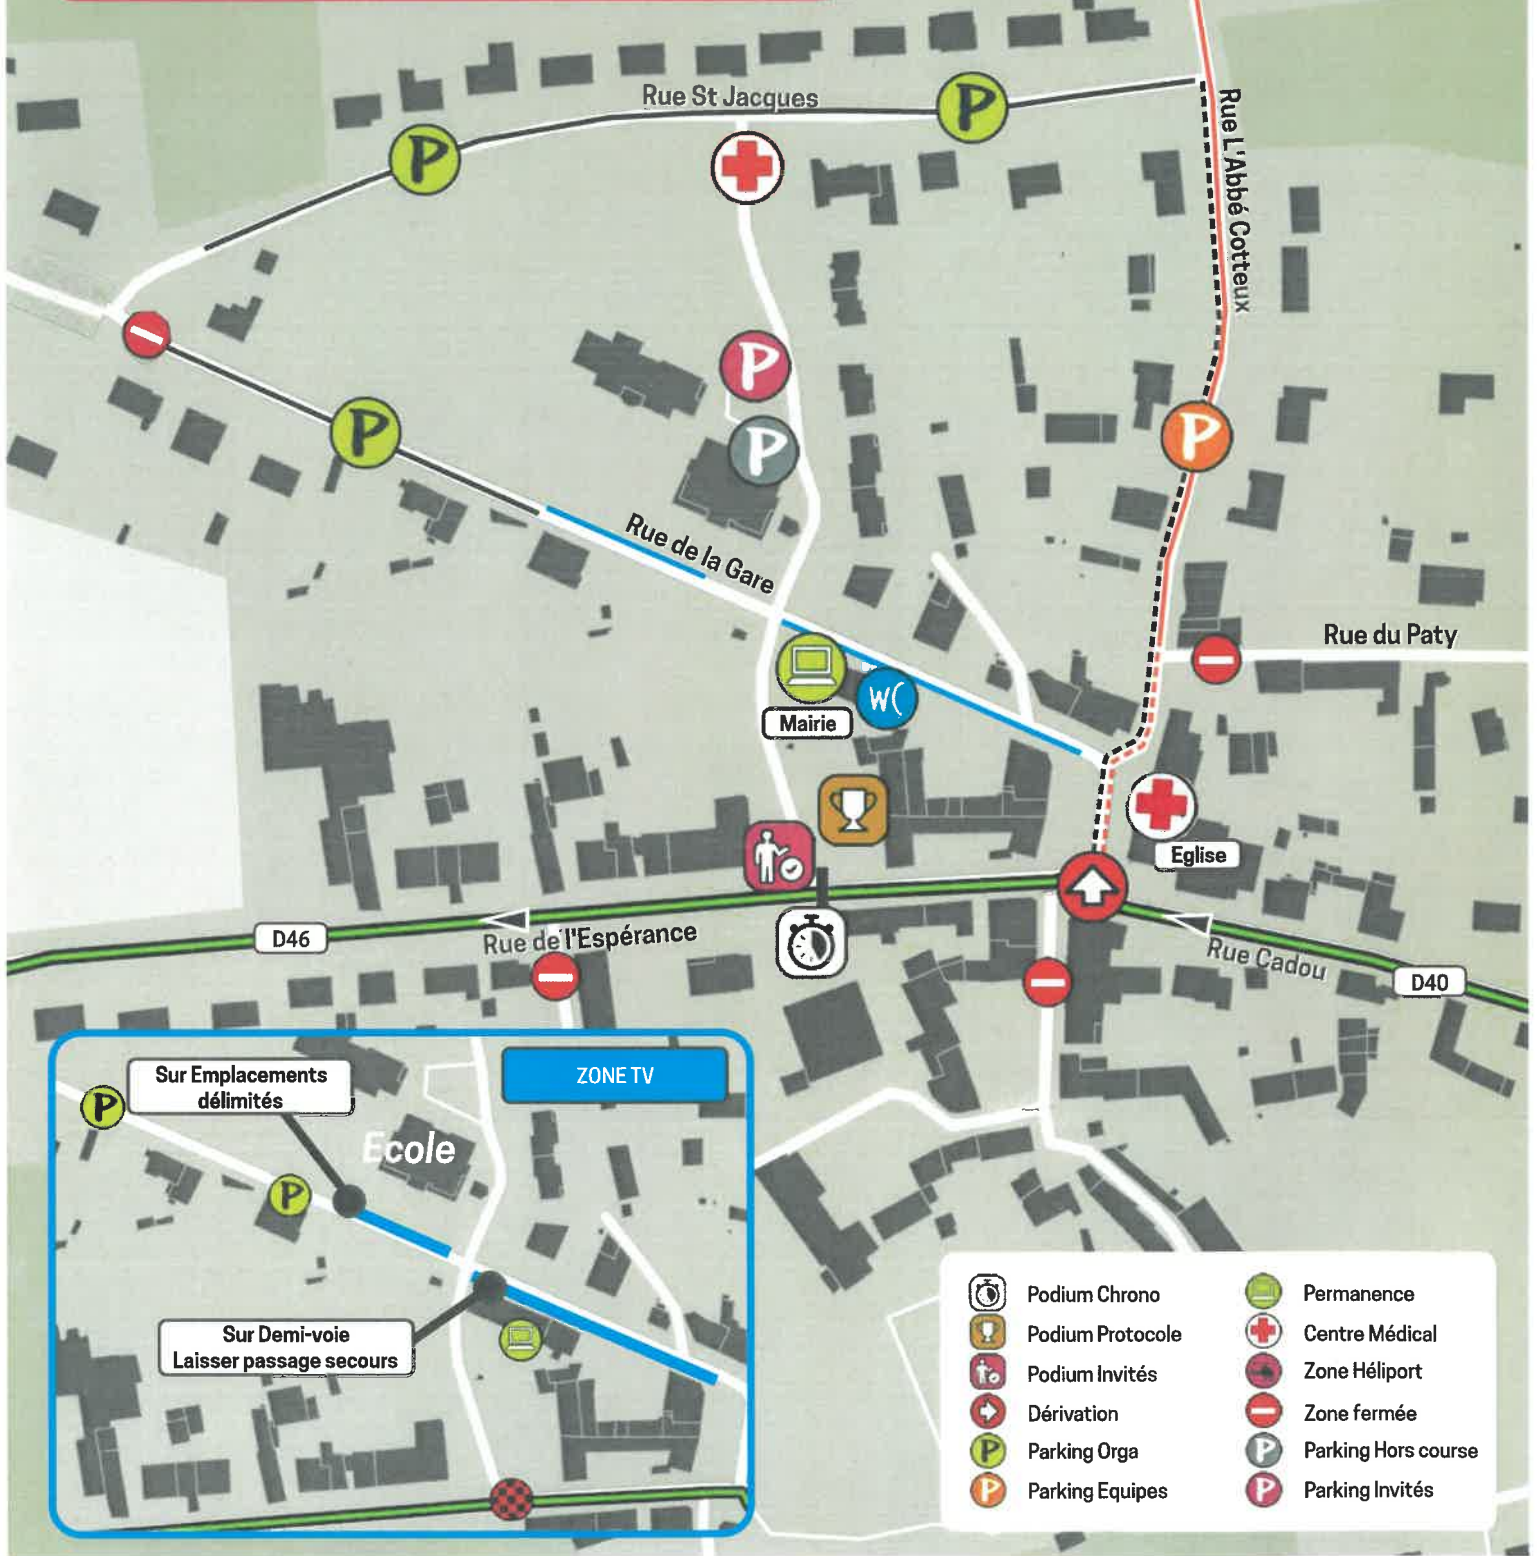 Rue St Jacques
P
P
Rue L'Abbé Cotteux
P
P
P
P
Rue de la Gare
Rue du Paty
WC
Mairie
Eglise
D46
Rue de l'Espérance
Rue Cadou
D40
Sur Emplacements
délimités
ZONE TV
P
Ecole
P
Sur Demi-voie
Laisser passage secours
Podium Chrono
Podium Protocole
Podium Invités
Dérivation
P Parking Orga
P Parking Equipes
Permanence
Centre Médical
Zone Héliport
Zone fermée
P Parking Hors course
P Parking Invités